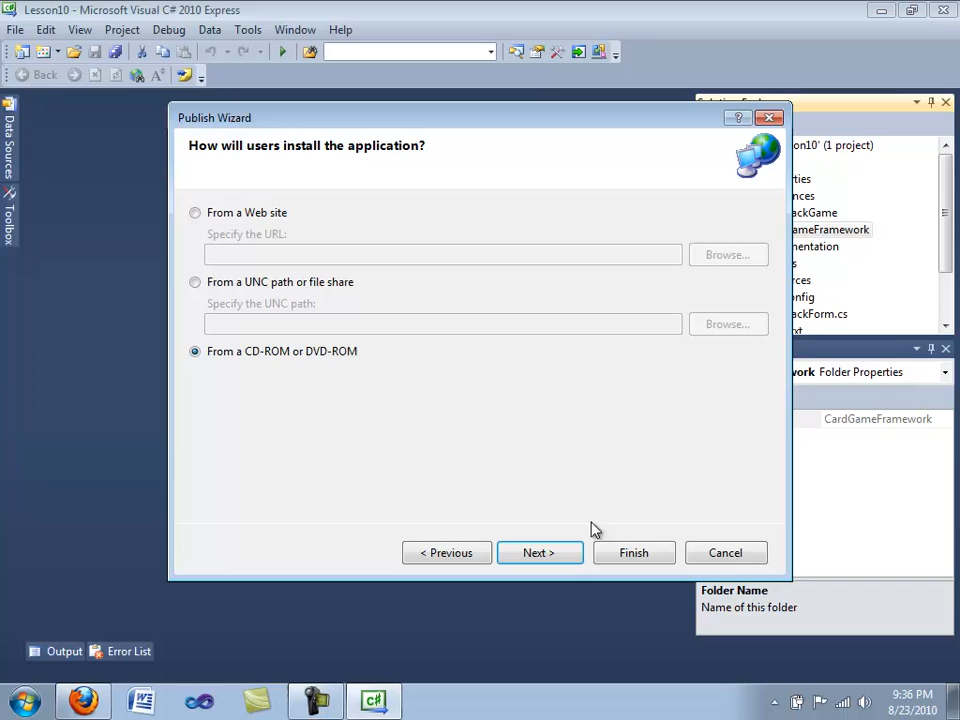 Lesson10 - Microsoft Visual C# 2010 Express
File Edit View Project Debug Data Tools Window Help
Back
Data Sources
Toolbox
Publish Wizard
How will users install the application?
From a Web site
Specify the URL:
Browse...
From a UNC path or file share
Specify the UNC path:
Browse...
From a CD-ROM or DVD-ROM
< Previous
Next >
Finish
Cancel
on10' (1 project)
ties
nces
ackGame
ameFramework
mentation
s
rces
onfig
ackForm.cs
work Folder Properties
CardGameFramework
Folder Name
Name of this folder
Output
Error List
9:36 PM
8/23/2010